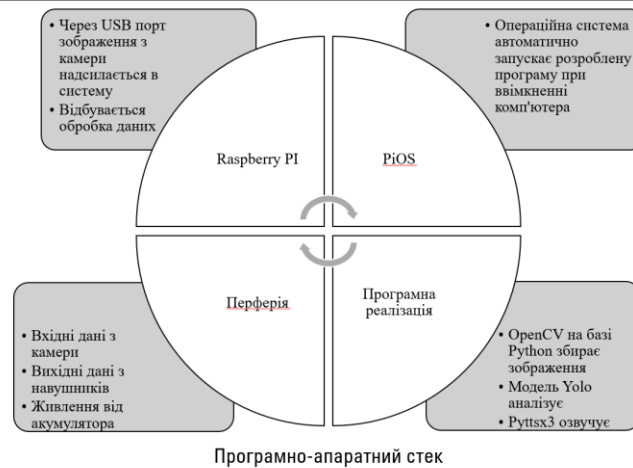 • Через USB порт
зображення з
камери
надсилається в
систему
• Відбувається
обробка даних
• Операційна система
автоматично
запускає розроблену
програму при
ввімкненні
комп'ютера
Raspberry PI
PiOS
Перферія
Програмна
реалізація
• Вхідні дані з
камери
• Вихідні дані з
навушників
• Живлення від
акумулятора
• OpenCV на базі
Python збирає
зображення
• Модель Yolo
аналізує
• Pyttsx3 озвучує
Програмно-апаратний стек